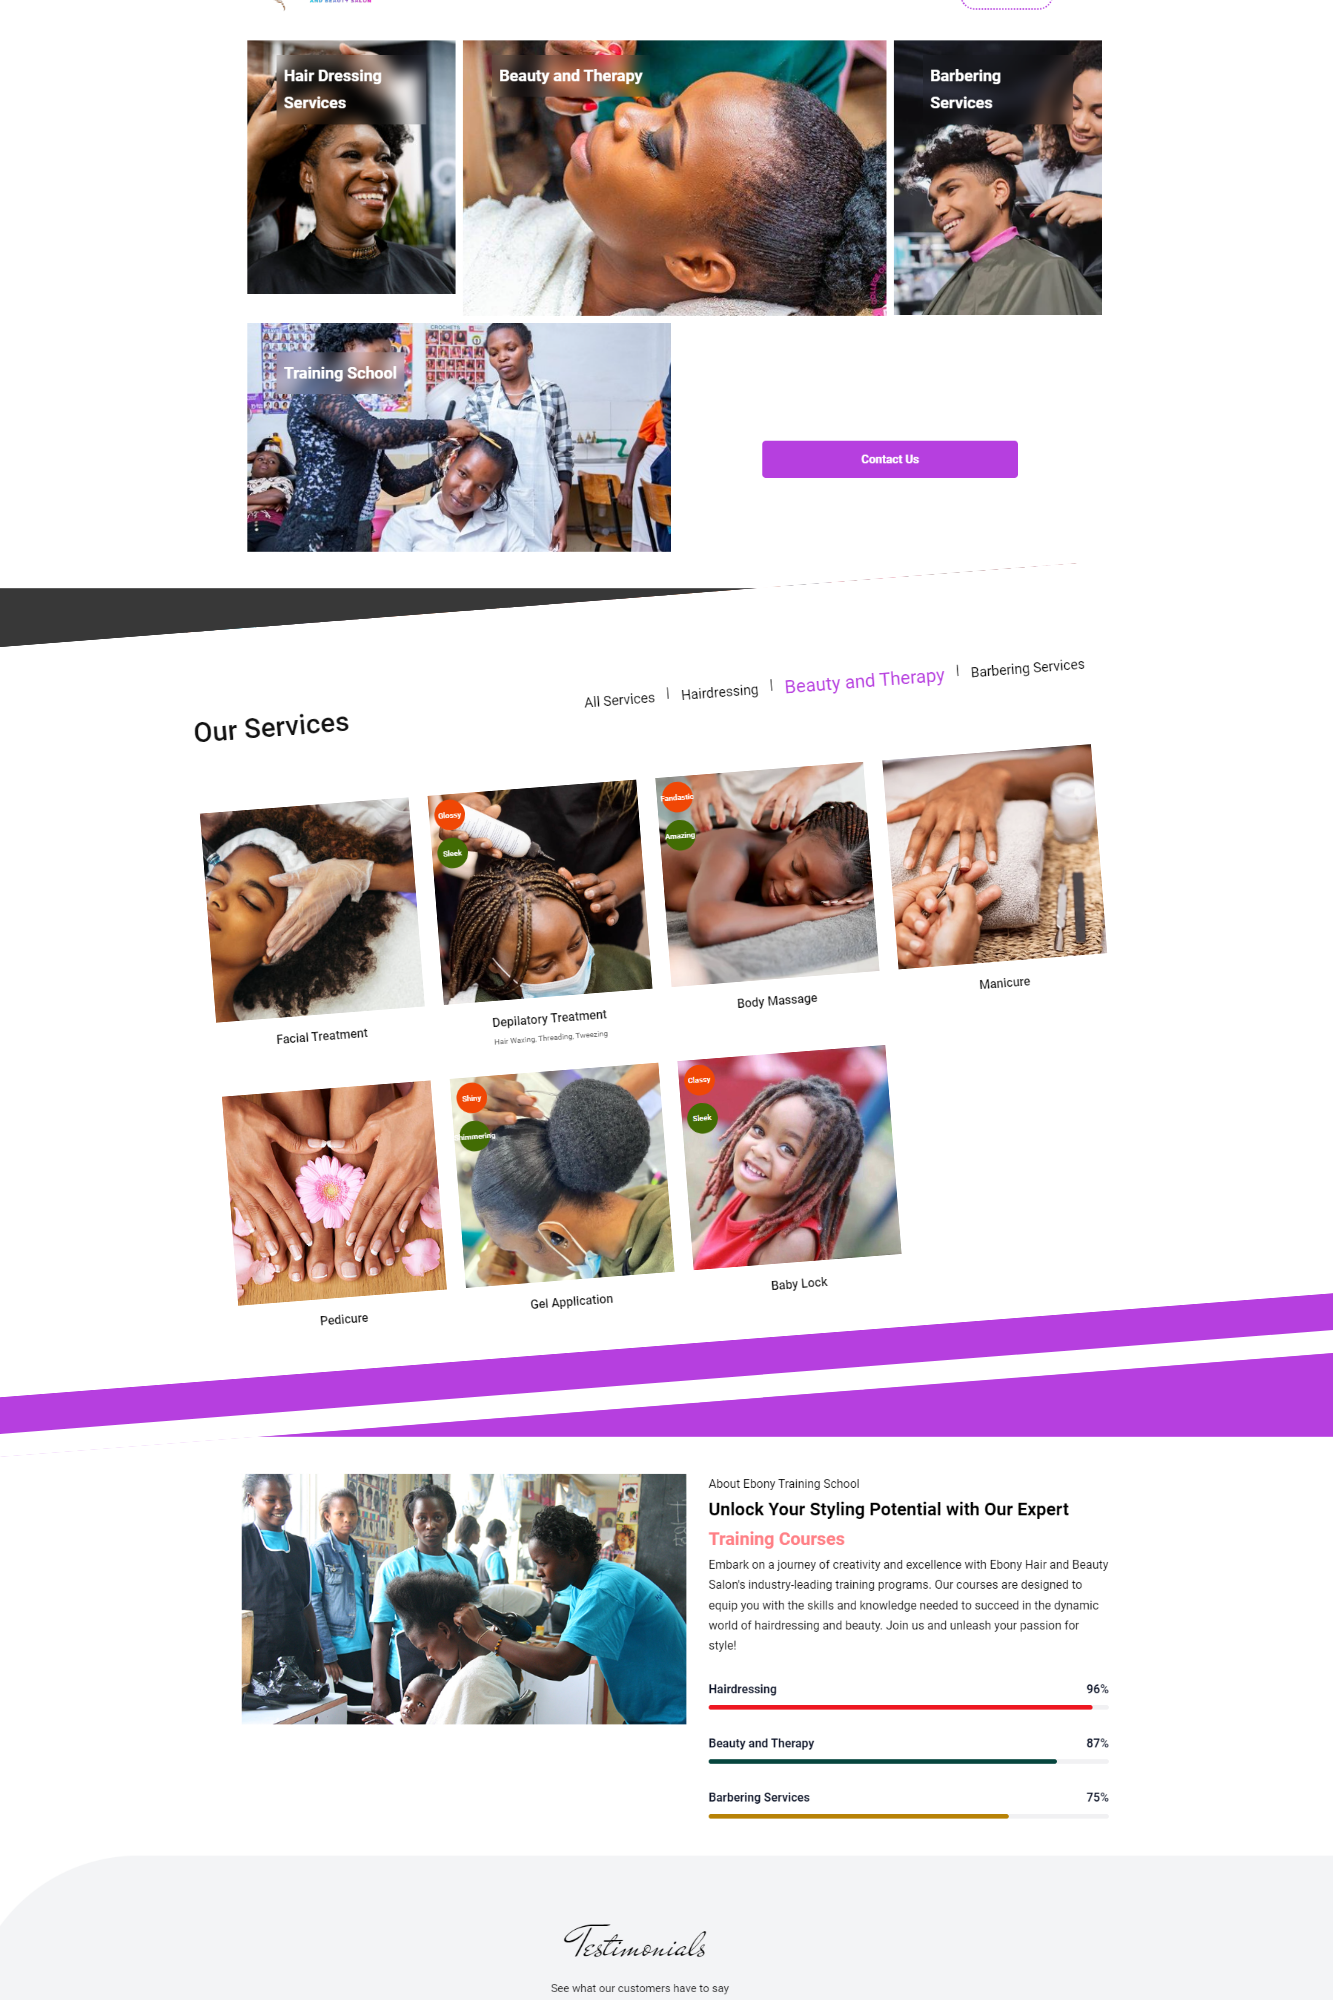 AND BEAUTY SALON
Hair Dressing
Services
Beauty and Therapy
Barbering
Services
CROCHETS
Training School
Contact Us
All Services | Hairdressing | Beauty and Therapy | Barbering Services
Our Services
Glossy
Sleek
Fandastic
Amazing
Facial Treatment
Depilatory Treatment
Hair Waxing, Threading, Tweezing
Body Massage
Manicure
Shiny
himmering
Classy
Sleek
Pedicure
Gel Application
Baby Lock
About Ebony Training School
Unlock Your Styling Potential with Our Expert
Training Courses
Embark on a journey of creativity and excellence with Ebony Hair and Beauty
Salon's industry-leading training programs. Our courses are designed to
equip you with the skills and knowledge needed to succeed in the dynamic
world of hairdressing and beauty. Join us and unleash your passion for
style!
Hairdressing 96%
Beauty and Therapy 87%
Barbering Services 75%
Testimonials
See what our customers have to say